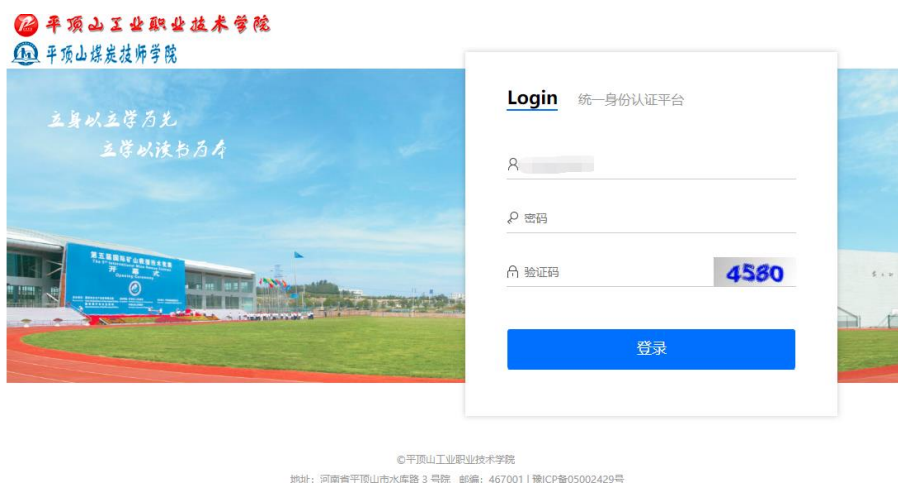 平顶山工业职业技术学院
平顶山煤炭技师学院
立身以立学为先
立学以读书为本
第五届国际矿山救援技术竞赛
开幕式
Opening Ceremony
Login 统一身份认证平台
密码
验证码 4580
登录
©平顶山工业职业技术学院
地址：河南省平顶山市水库路 3 号院 邮编：467001 | 豫ICP备05002429号